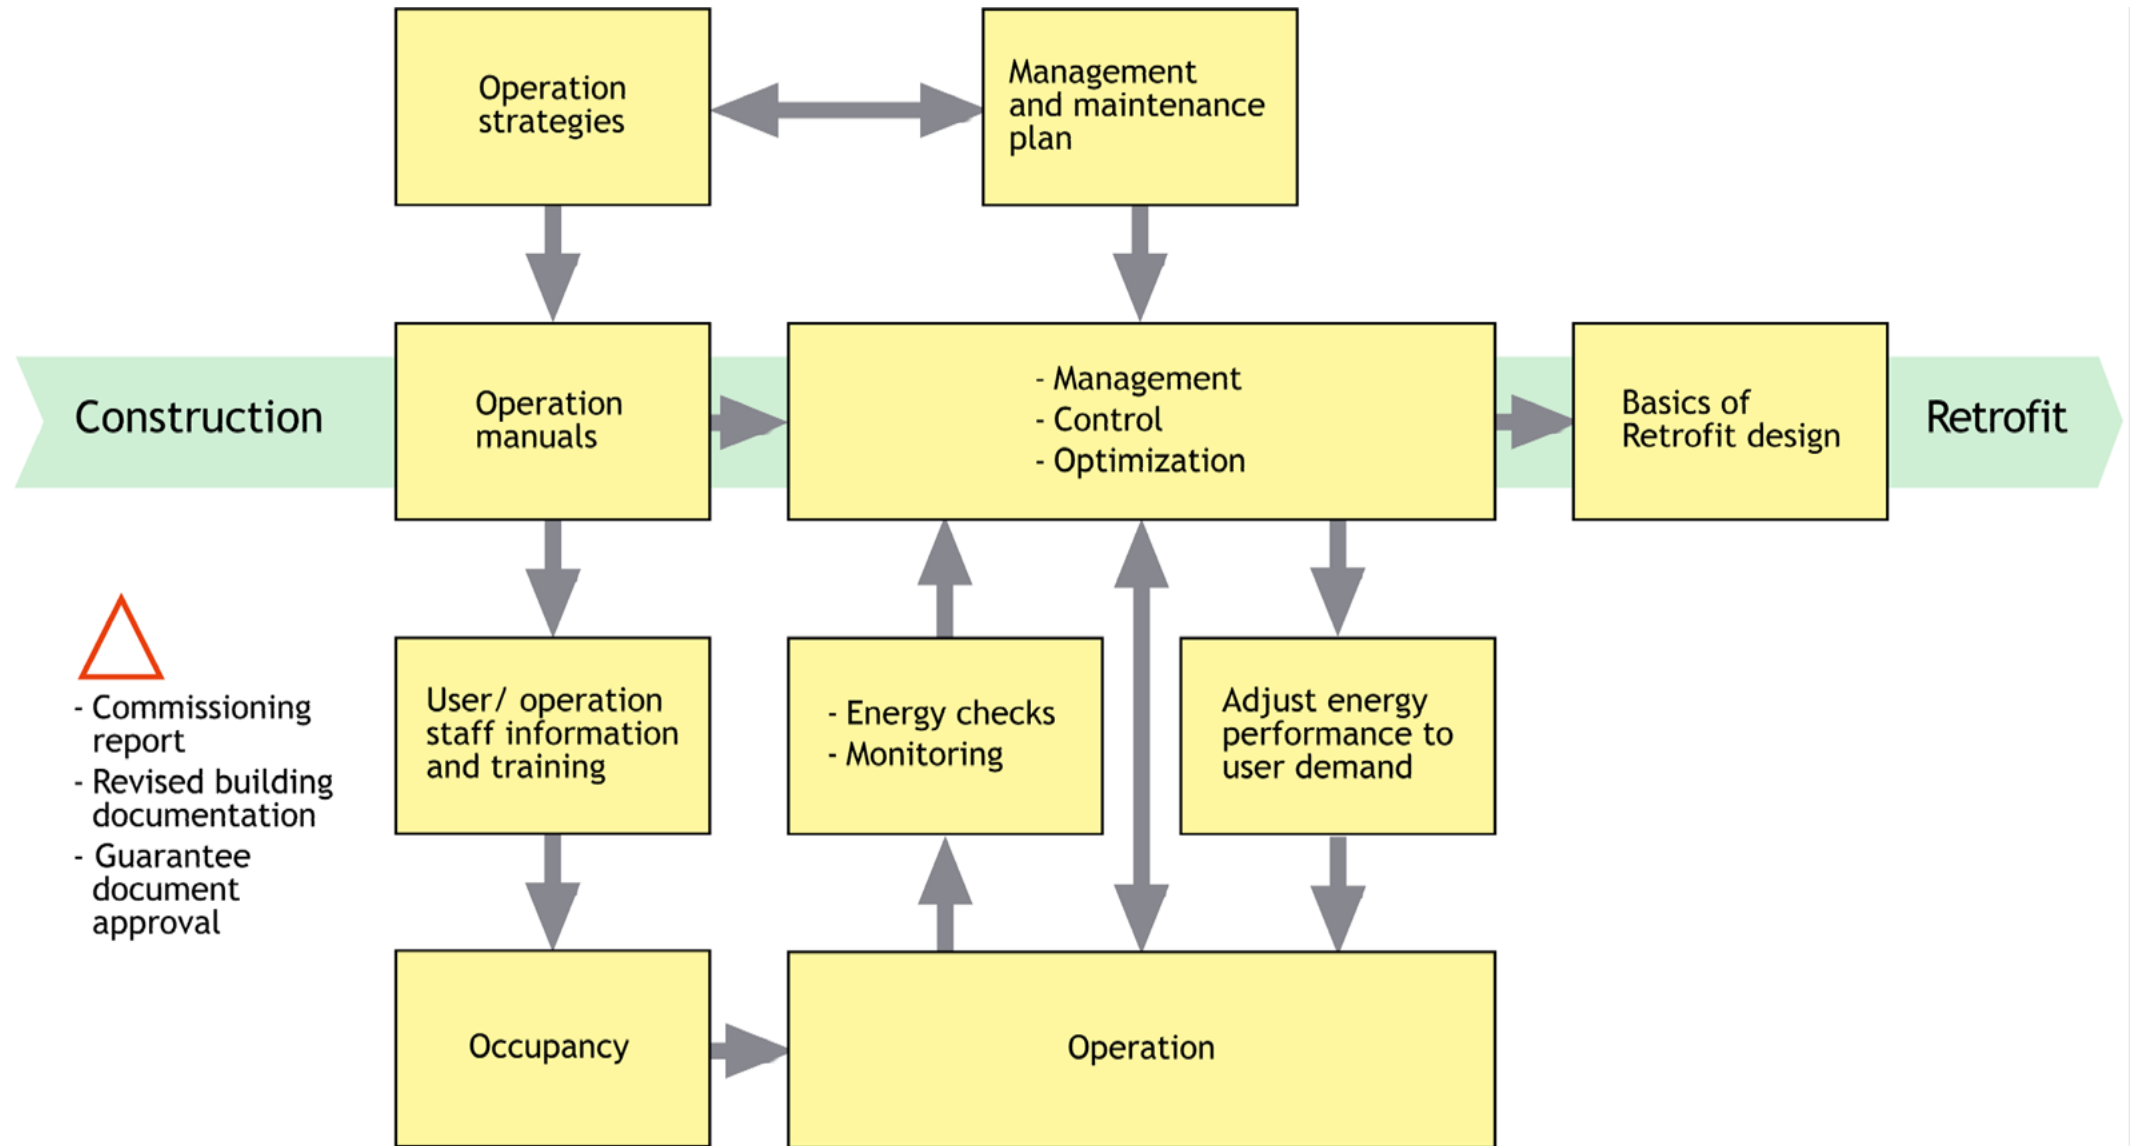 Operation
strategies
Management
and maintenance
plan
Construction
Operation
manuals
- Management
- Control
- Optimization
Basics of
Retrofit design
Retrofit
- Commissioning
report
- Revised building
documentation
- Guarantee
document
approval
User/ operation
staff information
and training
- Energy checks
- Monitoring
Adjust energy
performance to
user demand
Occupancy
Operation